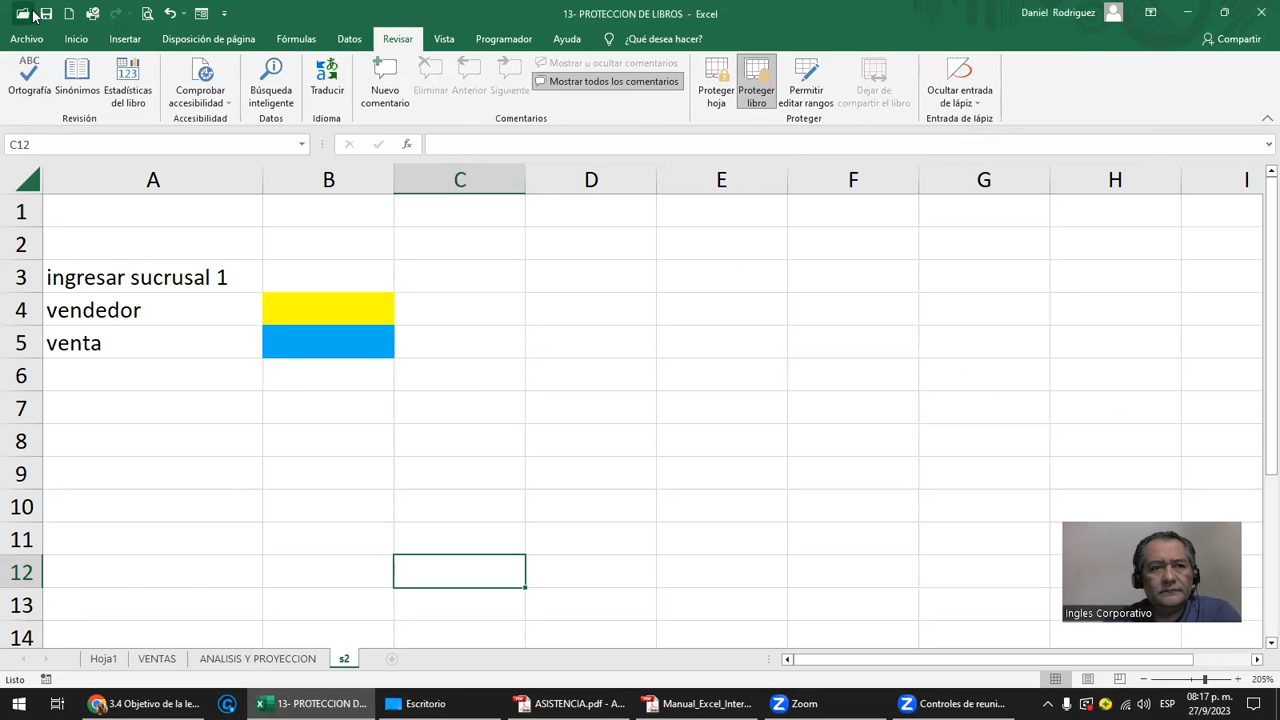 13- PROTECCION DE LIBROS - Excel
Daniel Rodriguez
Archivo Inicio Insertar Disposición de página Fórmulas Datos Revisar Vista Programador Ayuda ¿Qué desea hacer? Compartir
ABC
Ortografía
Sinónimos
123
Estadísticas
del libro
Revisión
Comprobar
accesibilidad
Accesibilidad
Búsqueda
inteligente
Datos
Traducir
Idioma
Nuevo
comentario
Eliminar
Anterior
Siguiente
Mostrar u ocultar comentarios
Mostrar todos los comentarios
Comentarios
Proteger
hoja
Proteger
libro
Permitir
editar rangos
Dejar de
compartir el libro
Proteger
Ocultar entrada
de lápiz
Entrada de lápiz
C12
fx
A B C D E F G H I
1
2
3 ingresar sucrusal 1
4 vendedor
5 venta
6
7
8
9
10
11
12
13
14
Ingles Corporativo
Hoja1 VENTAS ANALISIS Y PROYECCION s2
Listo
205%
3.4 Objetivo de la le...
13- PROTECCION D...
Escritorio
ASISTENCIA.pdf - A...
Manual_Excel_Inter...
Zoom
Controles de reuni...
ESP
08:17 p. m.
27/9/2023